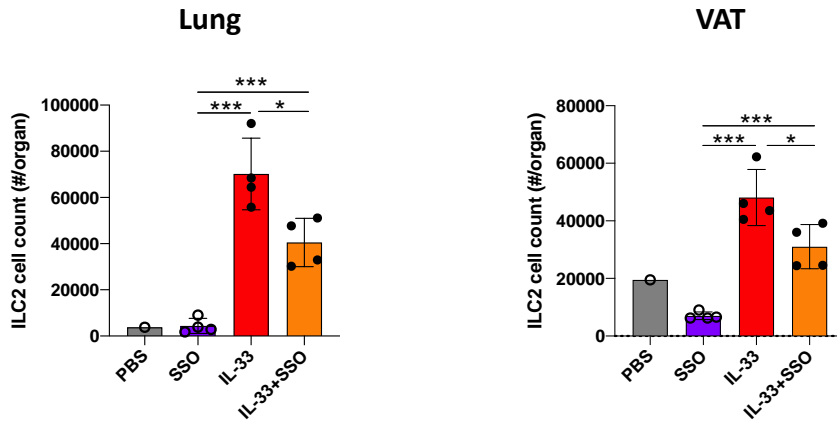 Lung
ILC2 cell count (#/organ)
100000
80000
60000
40000
20000
0
***
*** *
PBS
SSO
IL-33
IL-33+SSO
VAT
ILC2 cell count (#/organ)
80000
60000
40000
20000
0
***
*** *
PBS
SSO
IL-33
IL-33+SSO